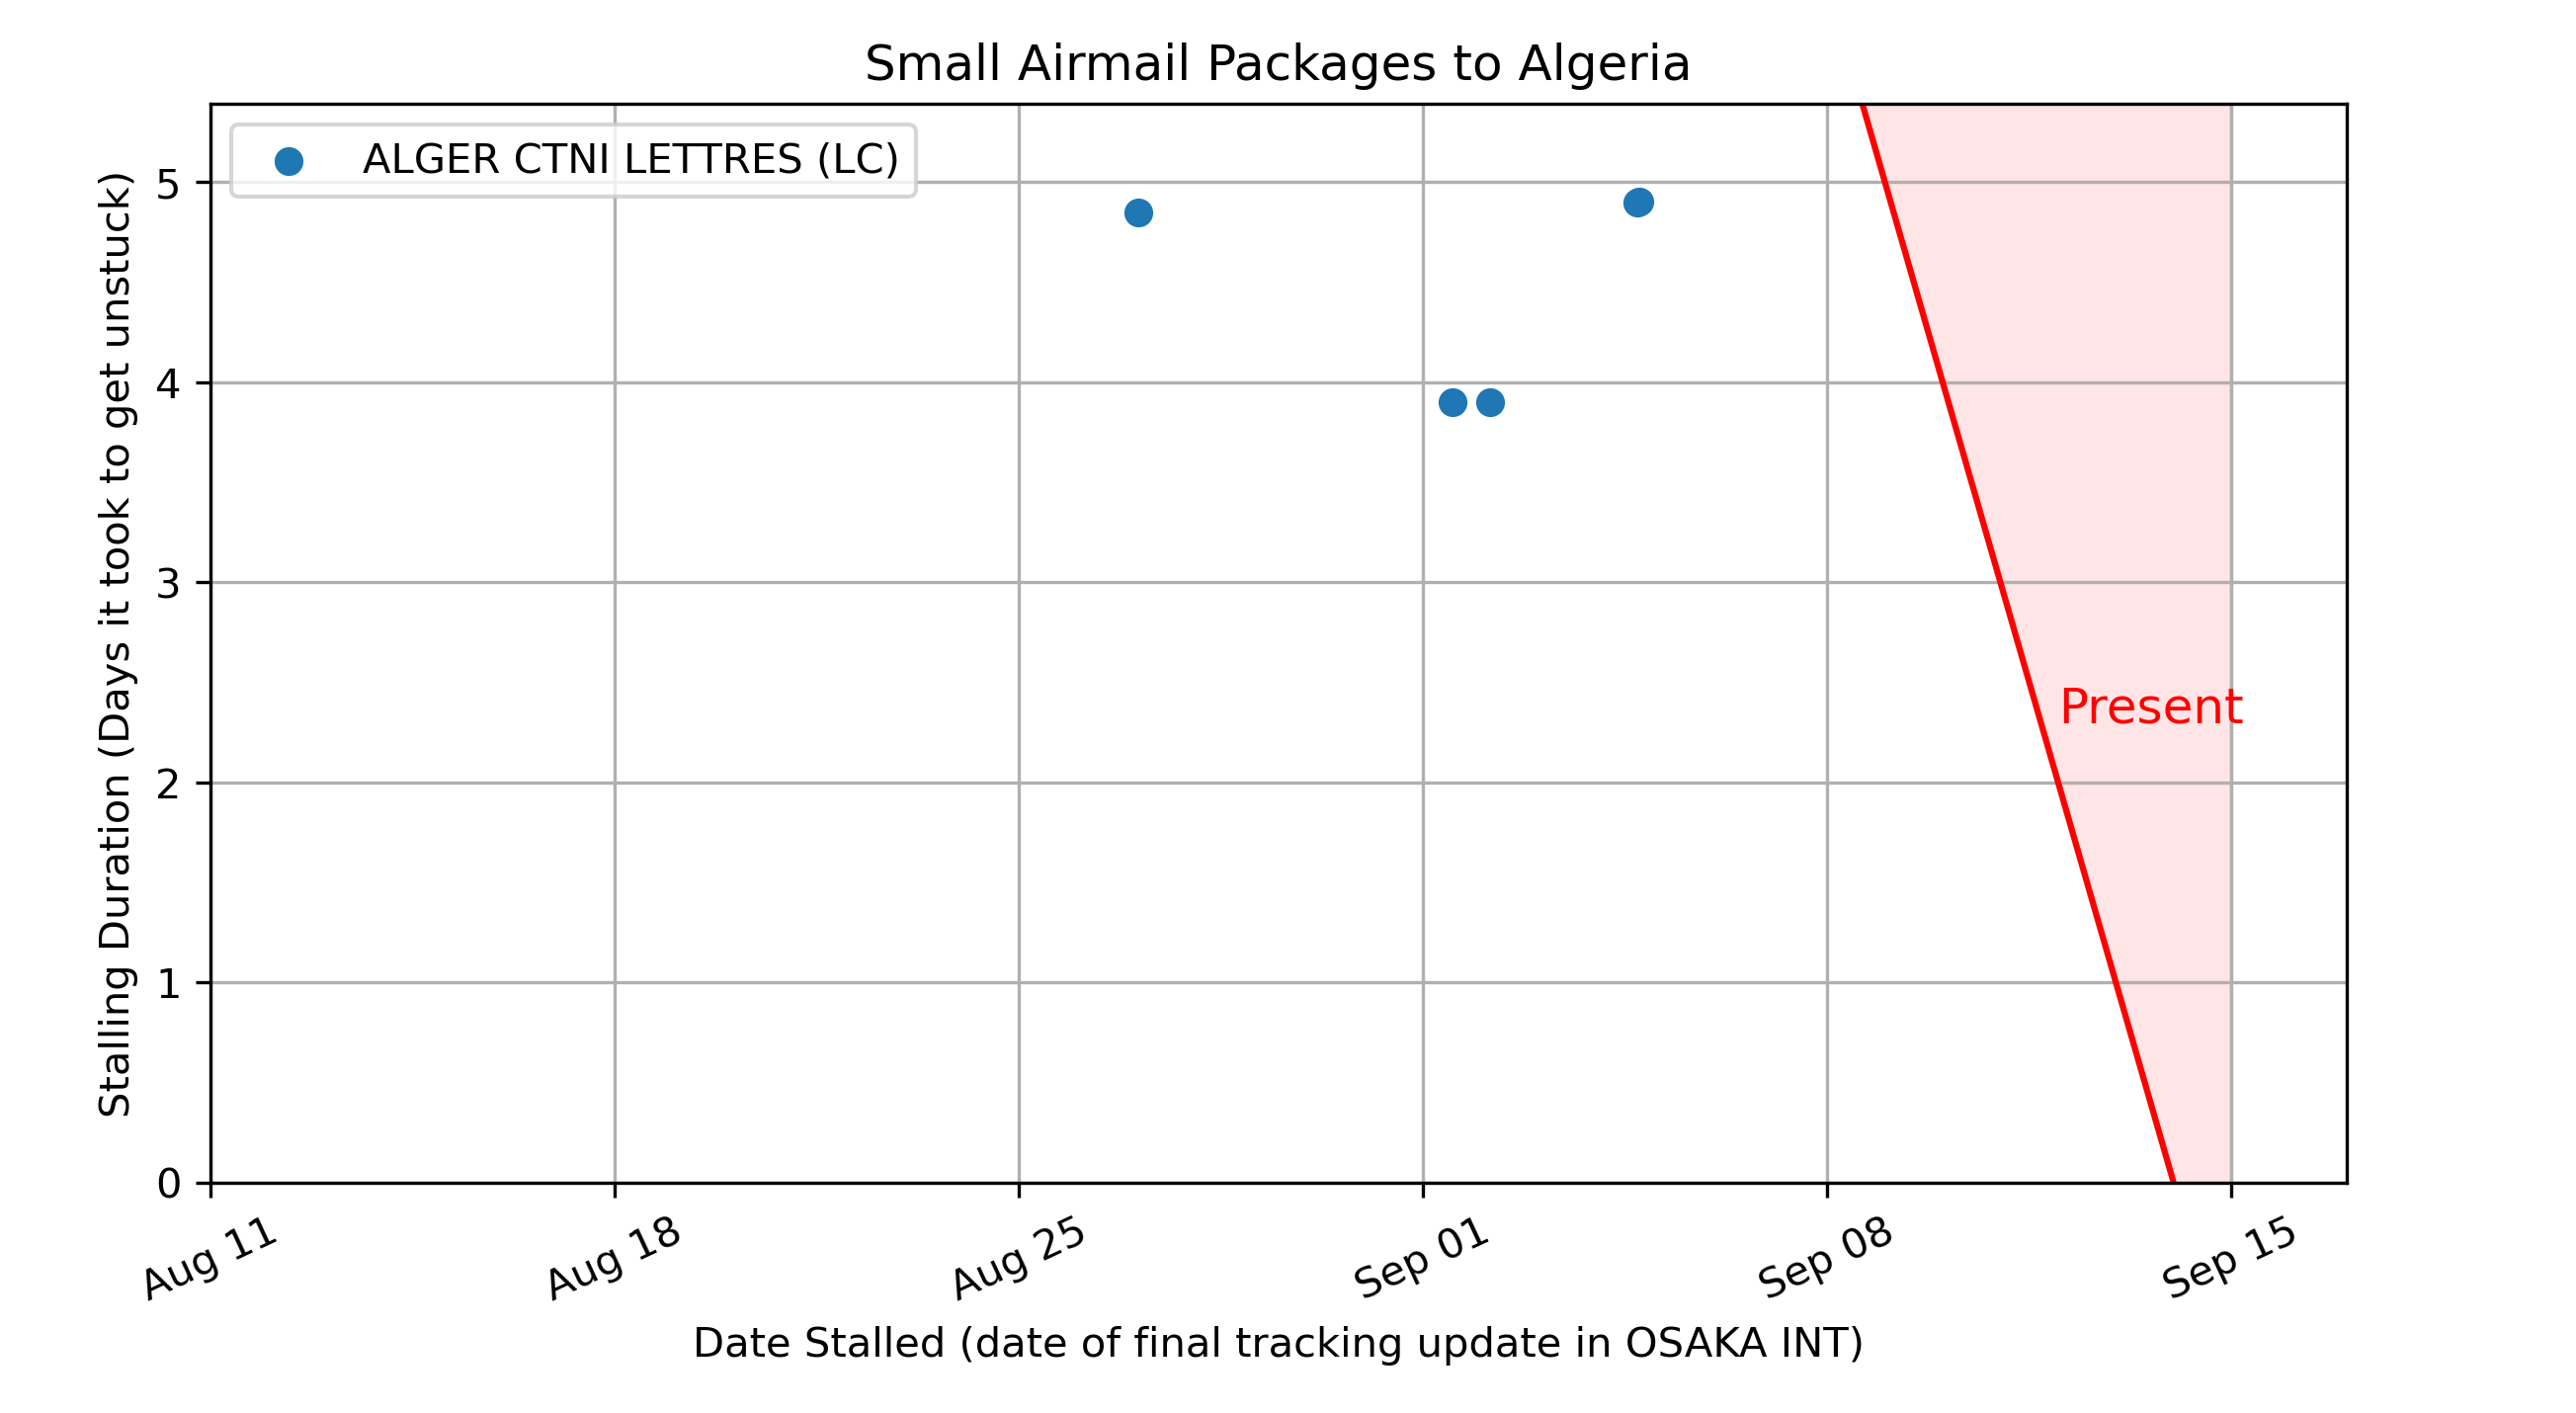 Small Airmail Packages to Algeria
ALGER CTNI LETTRES (LC)
Stalling Duration (Days it took to get unstuck)
5
4
3
2
1
0
Present
Aug 11
Aug 18
Aug 25
Sep 01
Sep 08
Sep 15
Date Stalled (date of final tracking update in OSAKA INT)